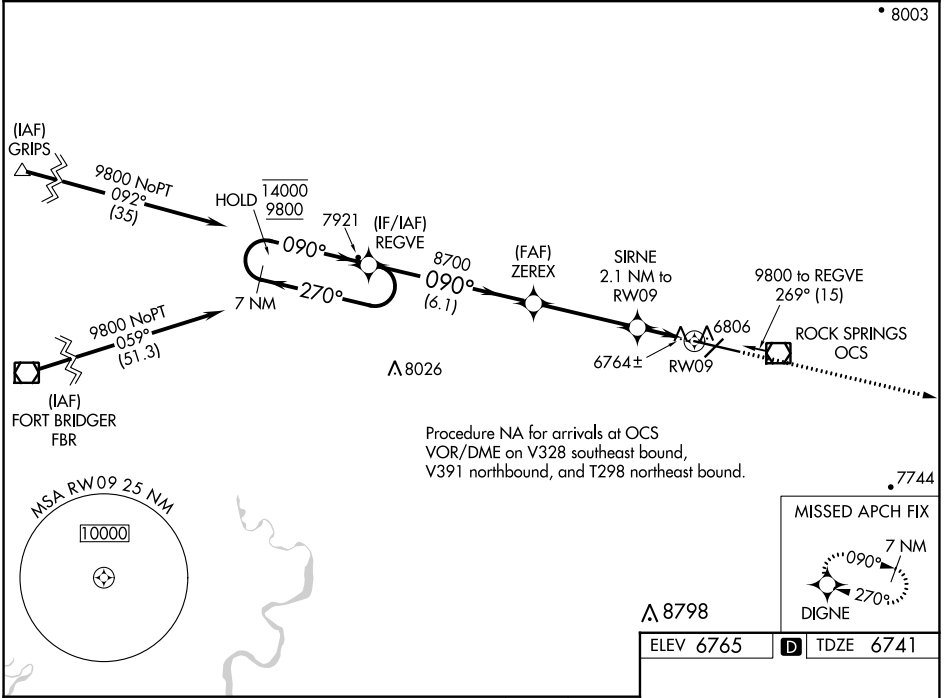 8003
(IAF)
GRIPS
9800 NoPT
092°
(35)
HOLD
14000
9800
7921
(IF/IAF)
REGVE
090°
270°
7 NM
8700
090°
(6.1)
(FAF)
ZEREX
SIRNE
2.1 NM to
RW09
9800 to REGVE
269° (15)
6806
ROCK SPRINGS
OCS
6764±
RW09
9800 NoPT
059°
(51.3)
(IAF)
FORT BRIDGER
FBR
8026
Procedure NA for arrivals at OCS
VOR/DME on V328 southeast bound,
V391 northbound, and T298 northeast bound.
7744
MSA RW09 25 NM
10000
MISSED APCH FIX
7 NM
090°
270°
DIGNE
8798
ELEV 6765 D TDZE 6741